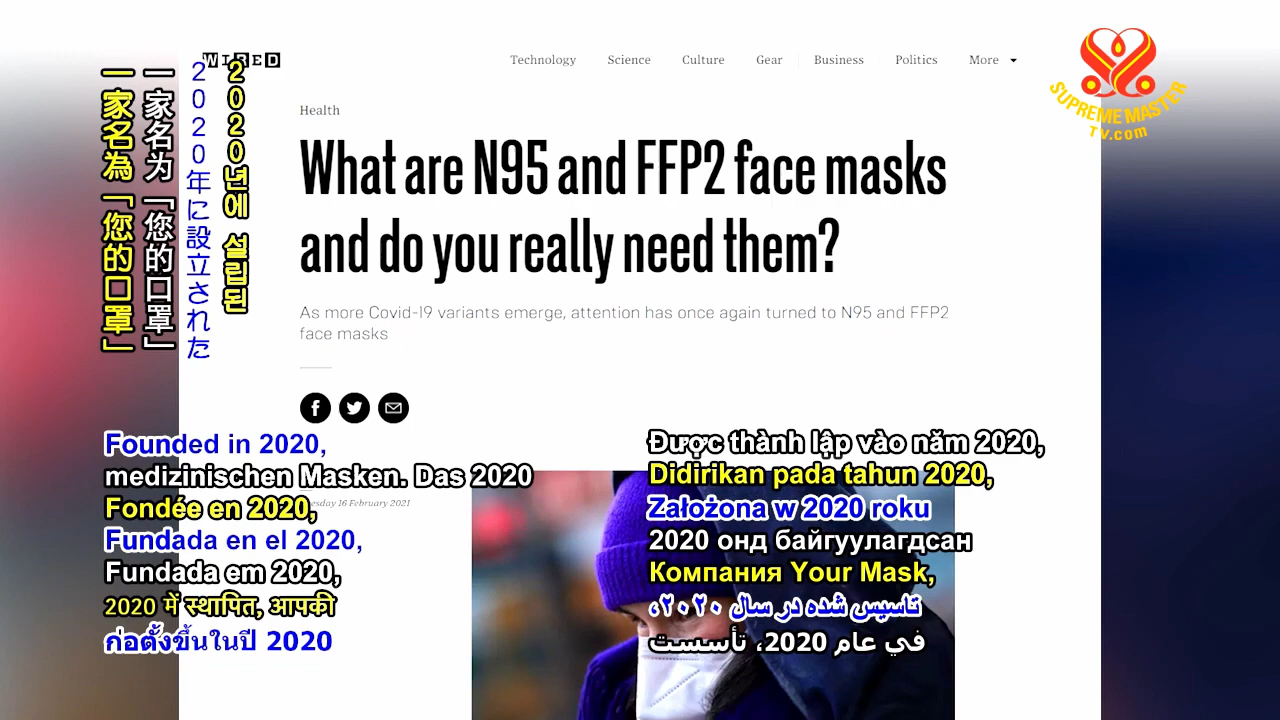 WIRED
Technology Science Culture Gear Business Politics More
SUPREME MASTER
TV.com
Health
What are N95 and FFP2 face masks
and do you really need them?
As more Covid-19 variants emerge, attention has once again turned to N95 and FFP2
face masks
一家名為「您的口罩」
一家名为「您的口罩」
2020年に設立された
2020년에 설립된
16 February 2021
Founded in 2020,
medizinischen Masken. Das 2020
Fondée en 2020,
Fundada en el 2020,
Fundada em 2020,
2020 में स्थापित, आपकी
ก่อตั้งขึ้นในปี 2020
Được thành lập vào năm 2020,
Didirikan pada tahun 2020,
Założona w 2020 roku
2020 онд байгуулагдсан
Компания Your Mask,
تاسیس شده در سال ۲۰۲۰،
في عام 2020، تأسست